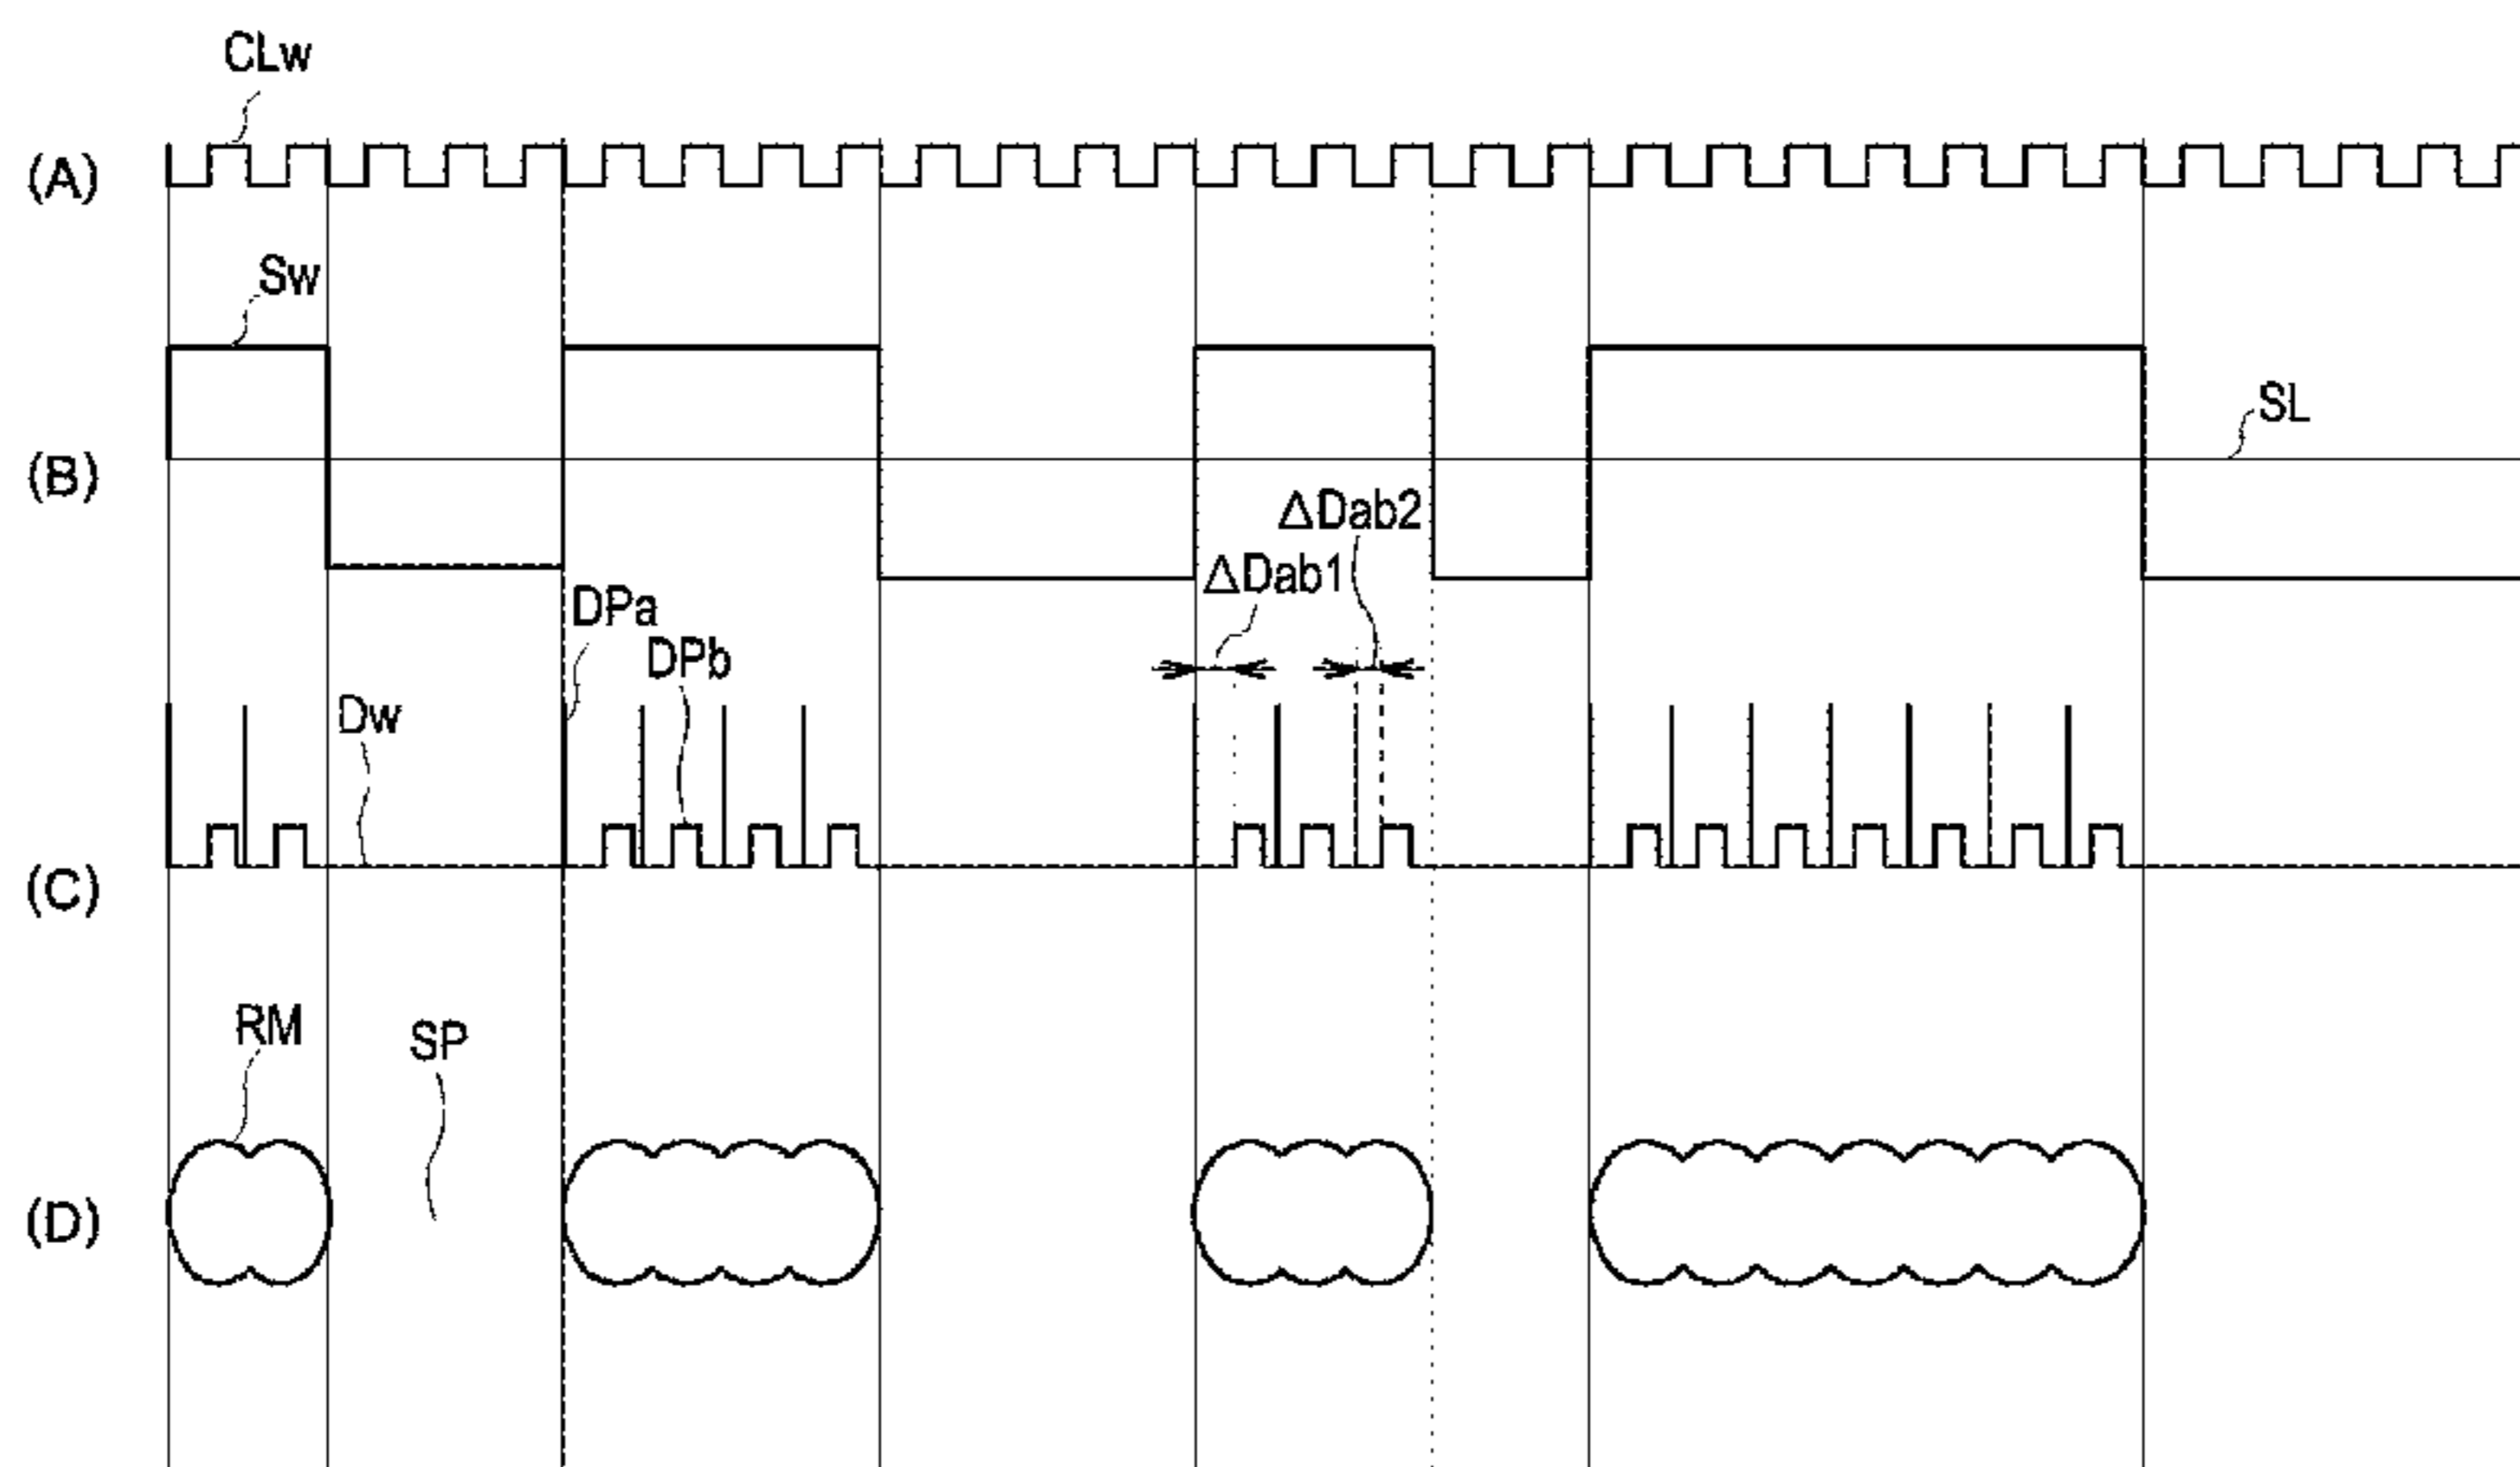 CLw
(A)
Sw
SL
(B)
ΔDab2
ΔDab1
DPa
DPb
Dw
(C)
RM
SP
(D)